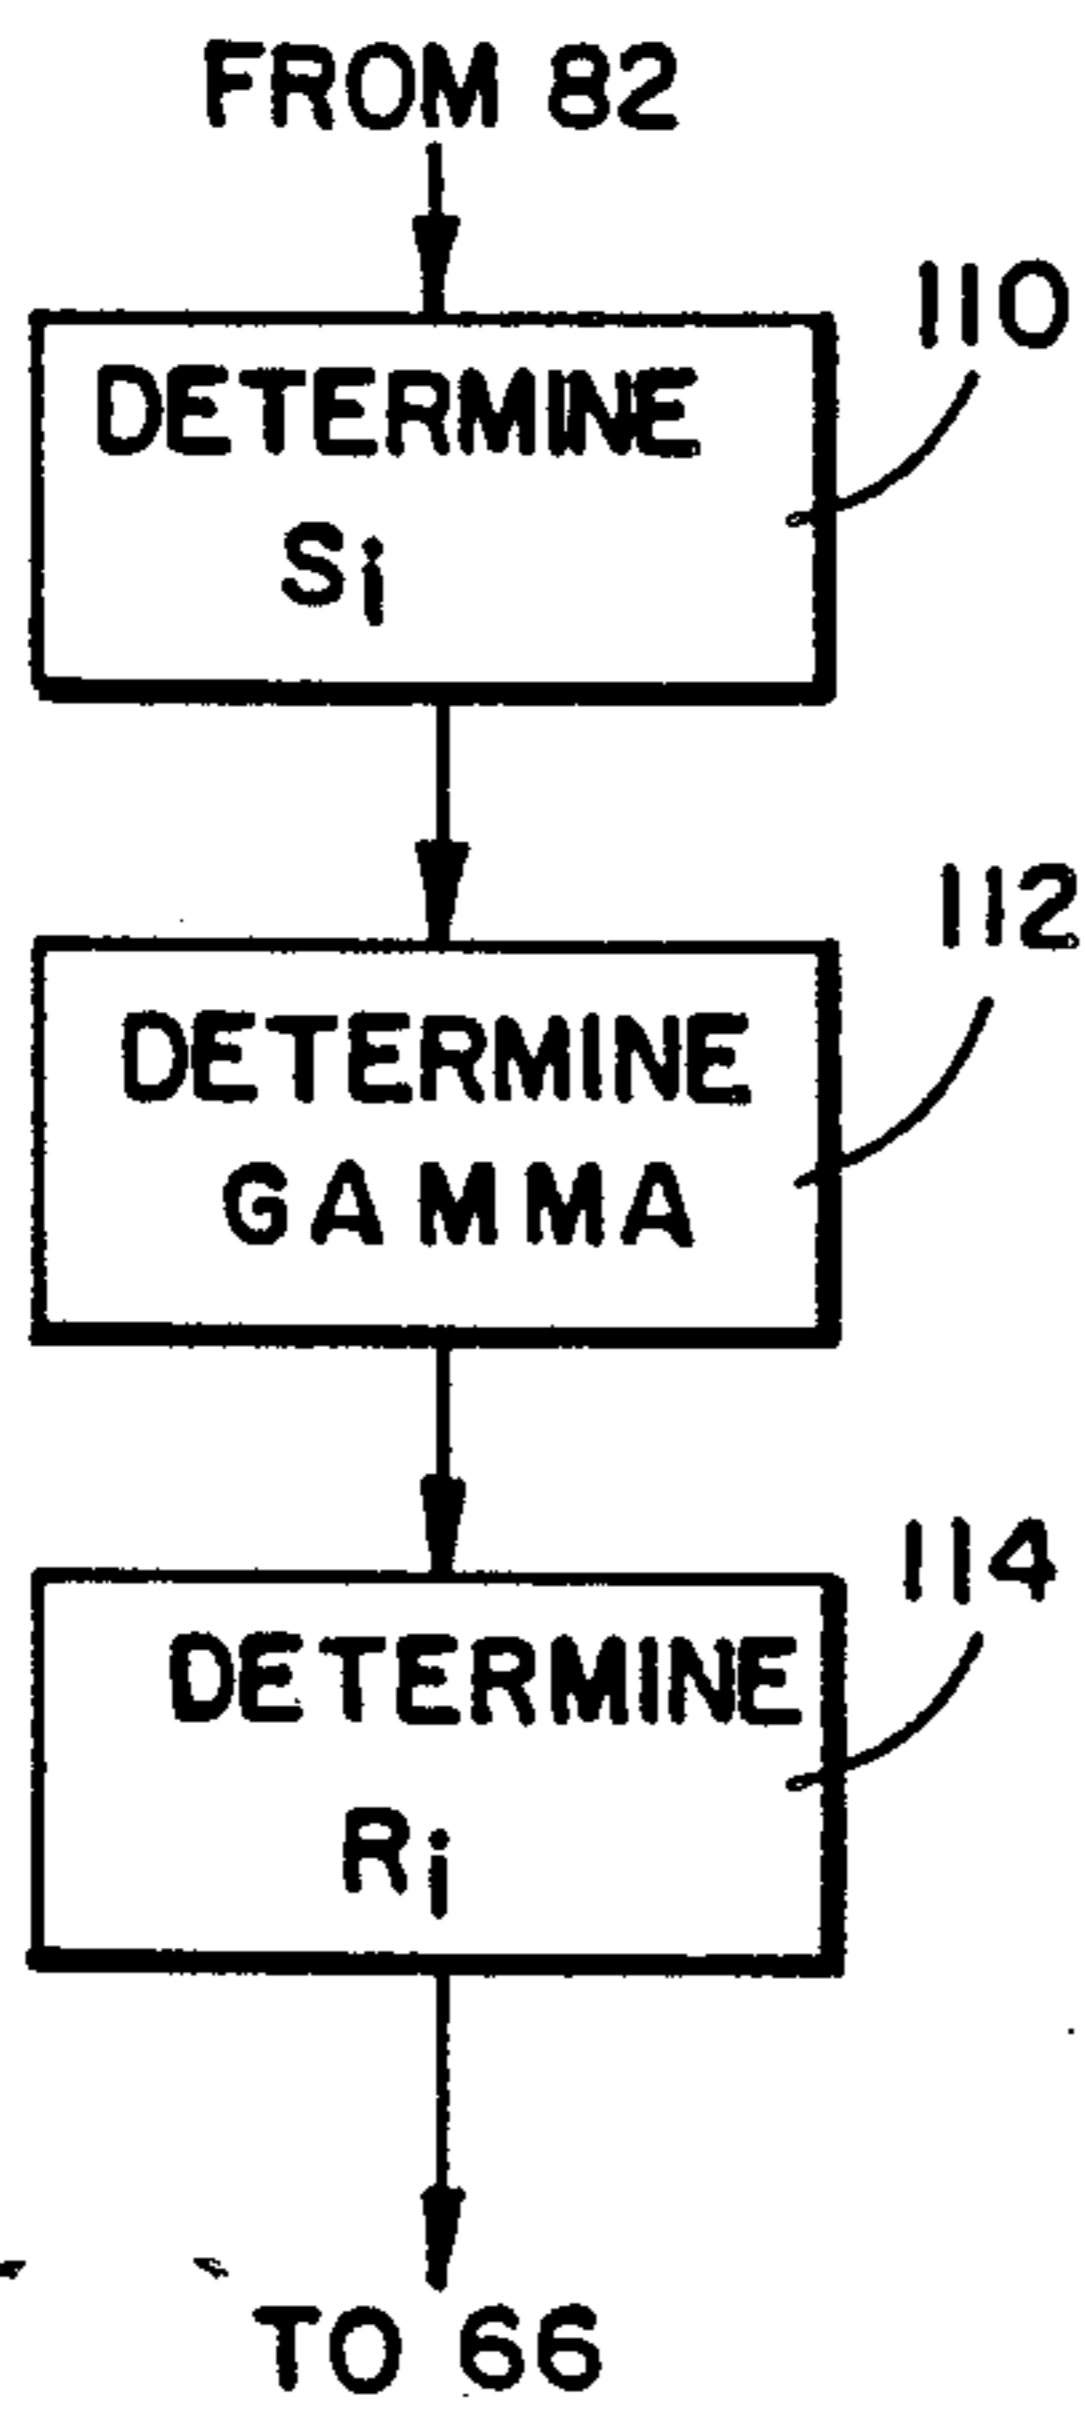 FROM 82
110
DETERMINE
Si
112
DETERMINE
GAMMA
114
DETERMINE
Ri
TO 66